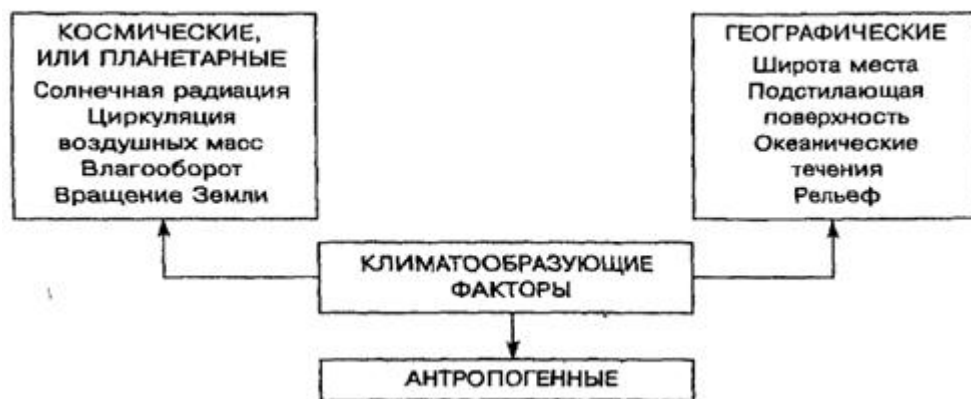 КОСМИЧЕСКИЕ,
ИЛИ ПЛАНЕТАРНЫЕ
Солнечная радиация
Циркуляция
воздушных масс
Влагооборот
Вращение Земли
ГЕОГРАФИЧЕСКИЕ
Широта места
Подстилающая
поверхность
Океанические
течения
Рельеф
КЛИМАТООБРАЗУЮЩИЕ
ФАКТОРЫ
АНТРОПОГЕННЫЕ